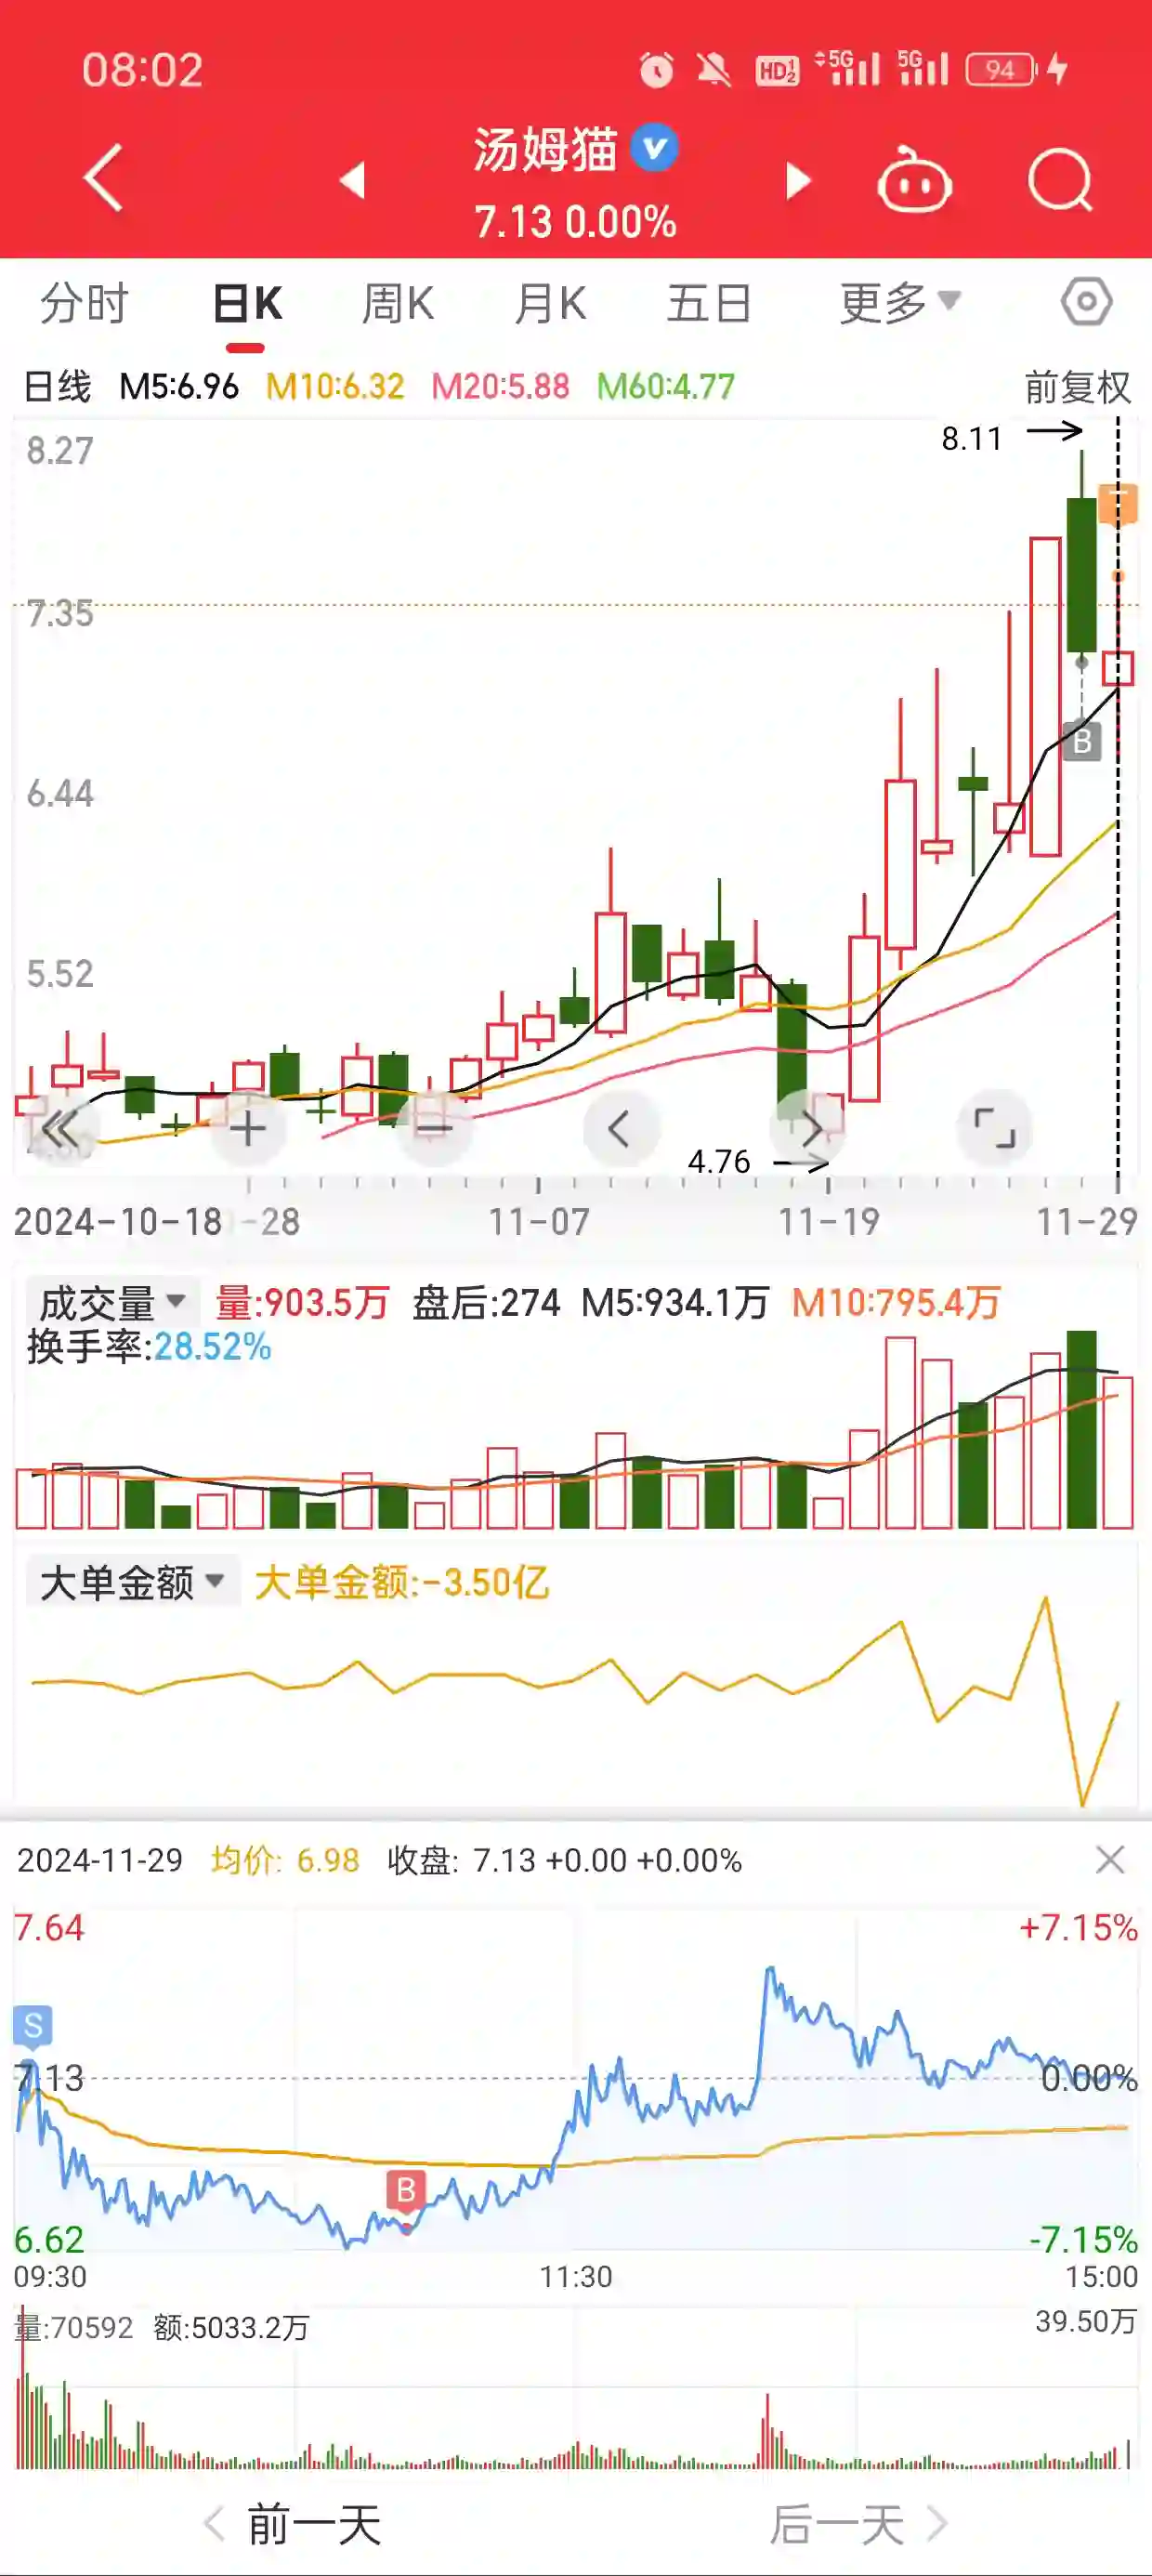 08:02 HD 1 2 5G 5G 94
汤姆猫
7.13 0.00%
分时 日K 周K 月K 五日 更多
日线 M5:6.96 M10:6.32 M20:5.88 M60:4.77 前复权
8.27
8.11
7.35
B
6.44
5.52
4.76
2024-10-18 -28 11-07 11-19 11-29
成交量 量:903.5万 盘后:274 M5:934.1万 M10:795.4万
换手率:28.52%
大单金额 大单金额:-3.50亿
2024-11-29 均价: 6.98 收盘: 7.13 +0.00 +0.00%
7.64 +7.15%
S
7.13 0.00%
B
6.62 -7.15%
09:30 11:30 15:00
量:70592 额:5033.2万 39.50万
前一天 后一天